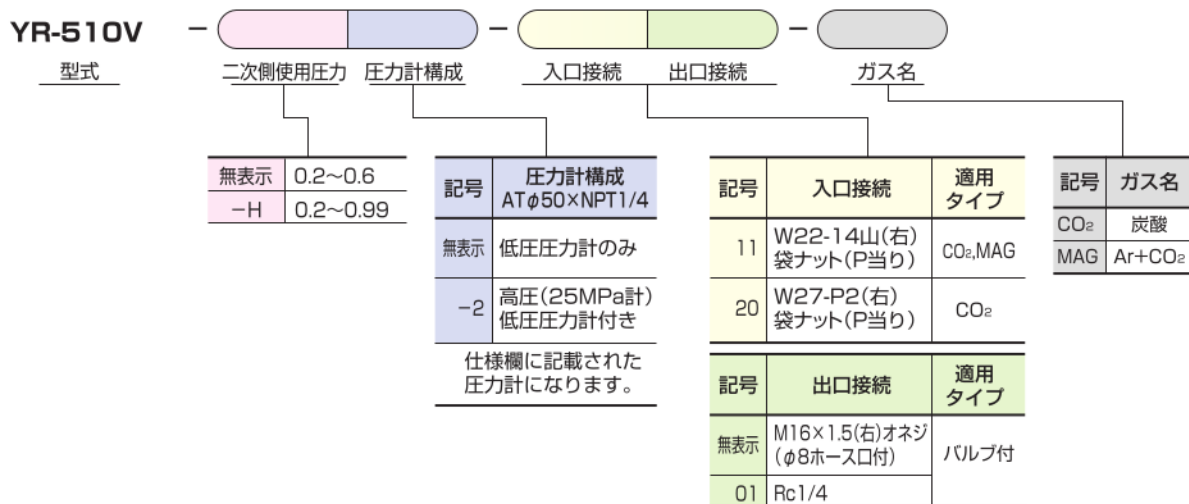 YR-510V － － －
型式 二次側使用圧力 圧力計構成 入口接続 出口接続 ガス名
無表示 0.2～0.6
－H 0.2～0.99
記号 圧力計構成
ATφ50×NPT1/4
無表示 低圧圧力計のみ
－2 高圧(25MPa計)
低圧圧力計付き
仕様欄に記載された
圧力計になります。
記号 入口接続 適用
タイプ
11 W22-14山(右)
袋ナット(P当り) CO₂,MAG
20 W27-P2(右)
袋ナット(P当り) CO₂
記号 出口接続 適用
タイプ
無表示 M16×1.5(右)オネジ
(φ8ホース口付) バルブ付
01 Rc1/4
記号 ガス名
CO₂ 炭酸
MAG Ar+CO₂